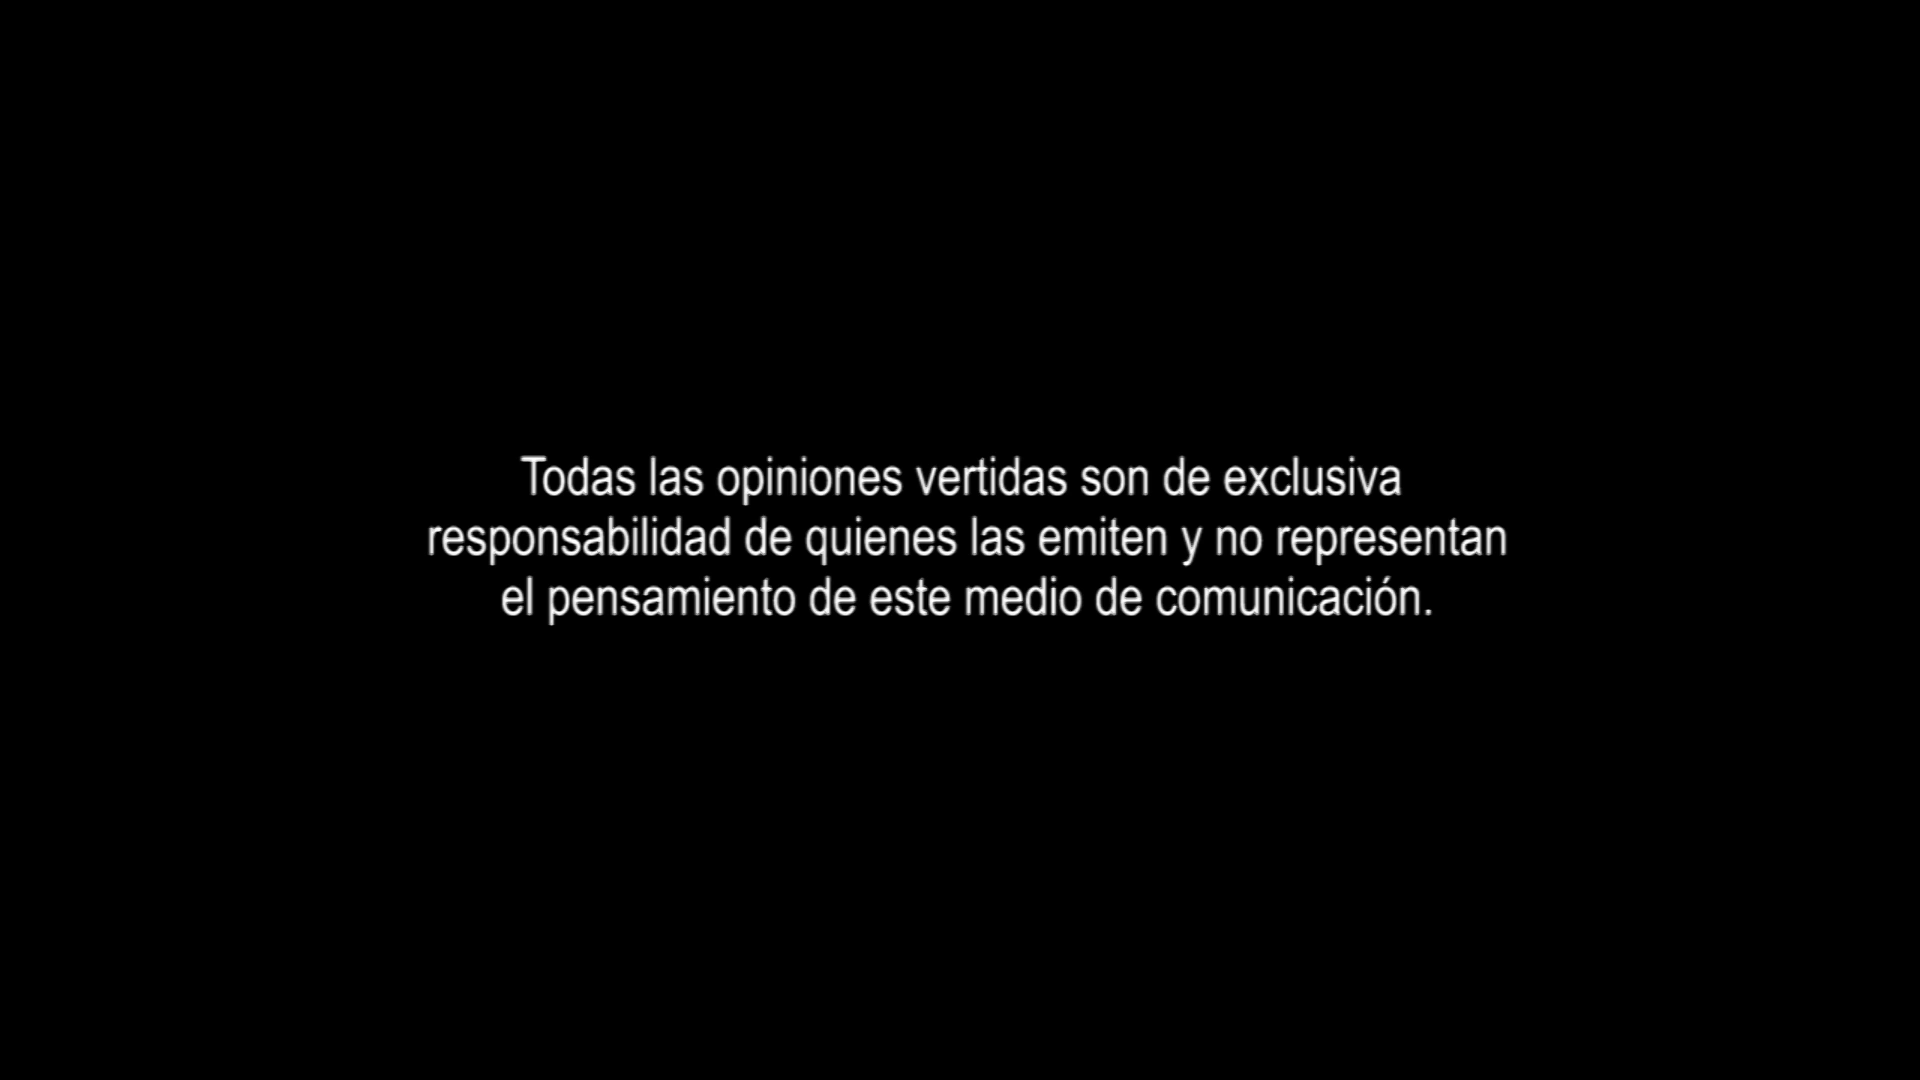 Todas las opiniones vertidas son de exclusiva
responsabilidad de quienes las emiten y no representan
el pensamiento de este medio de comunicación.